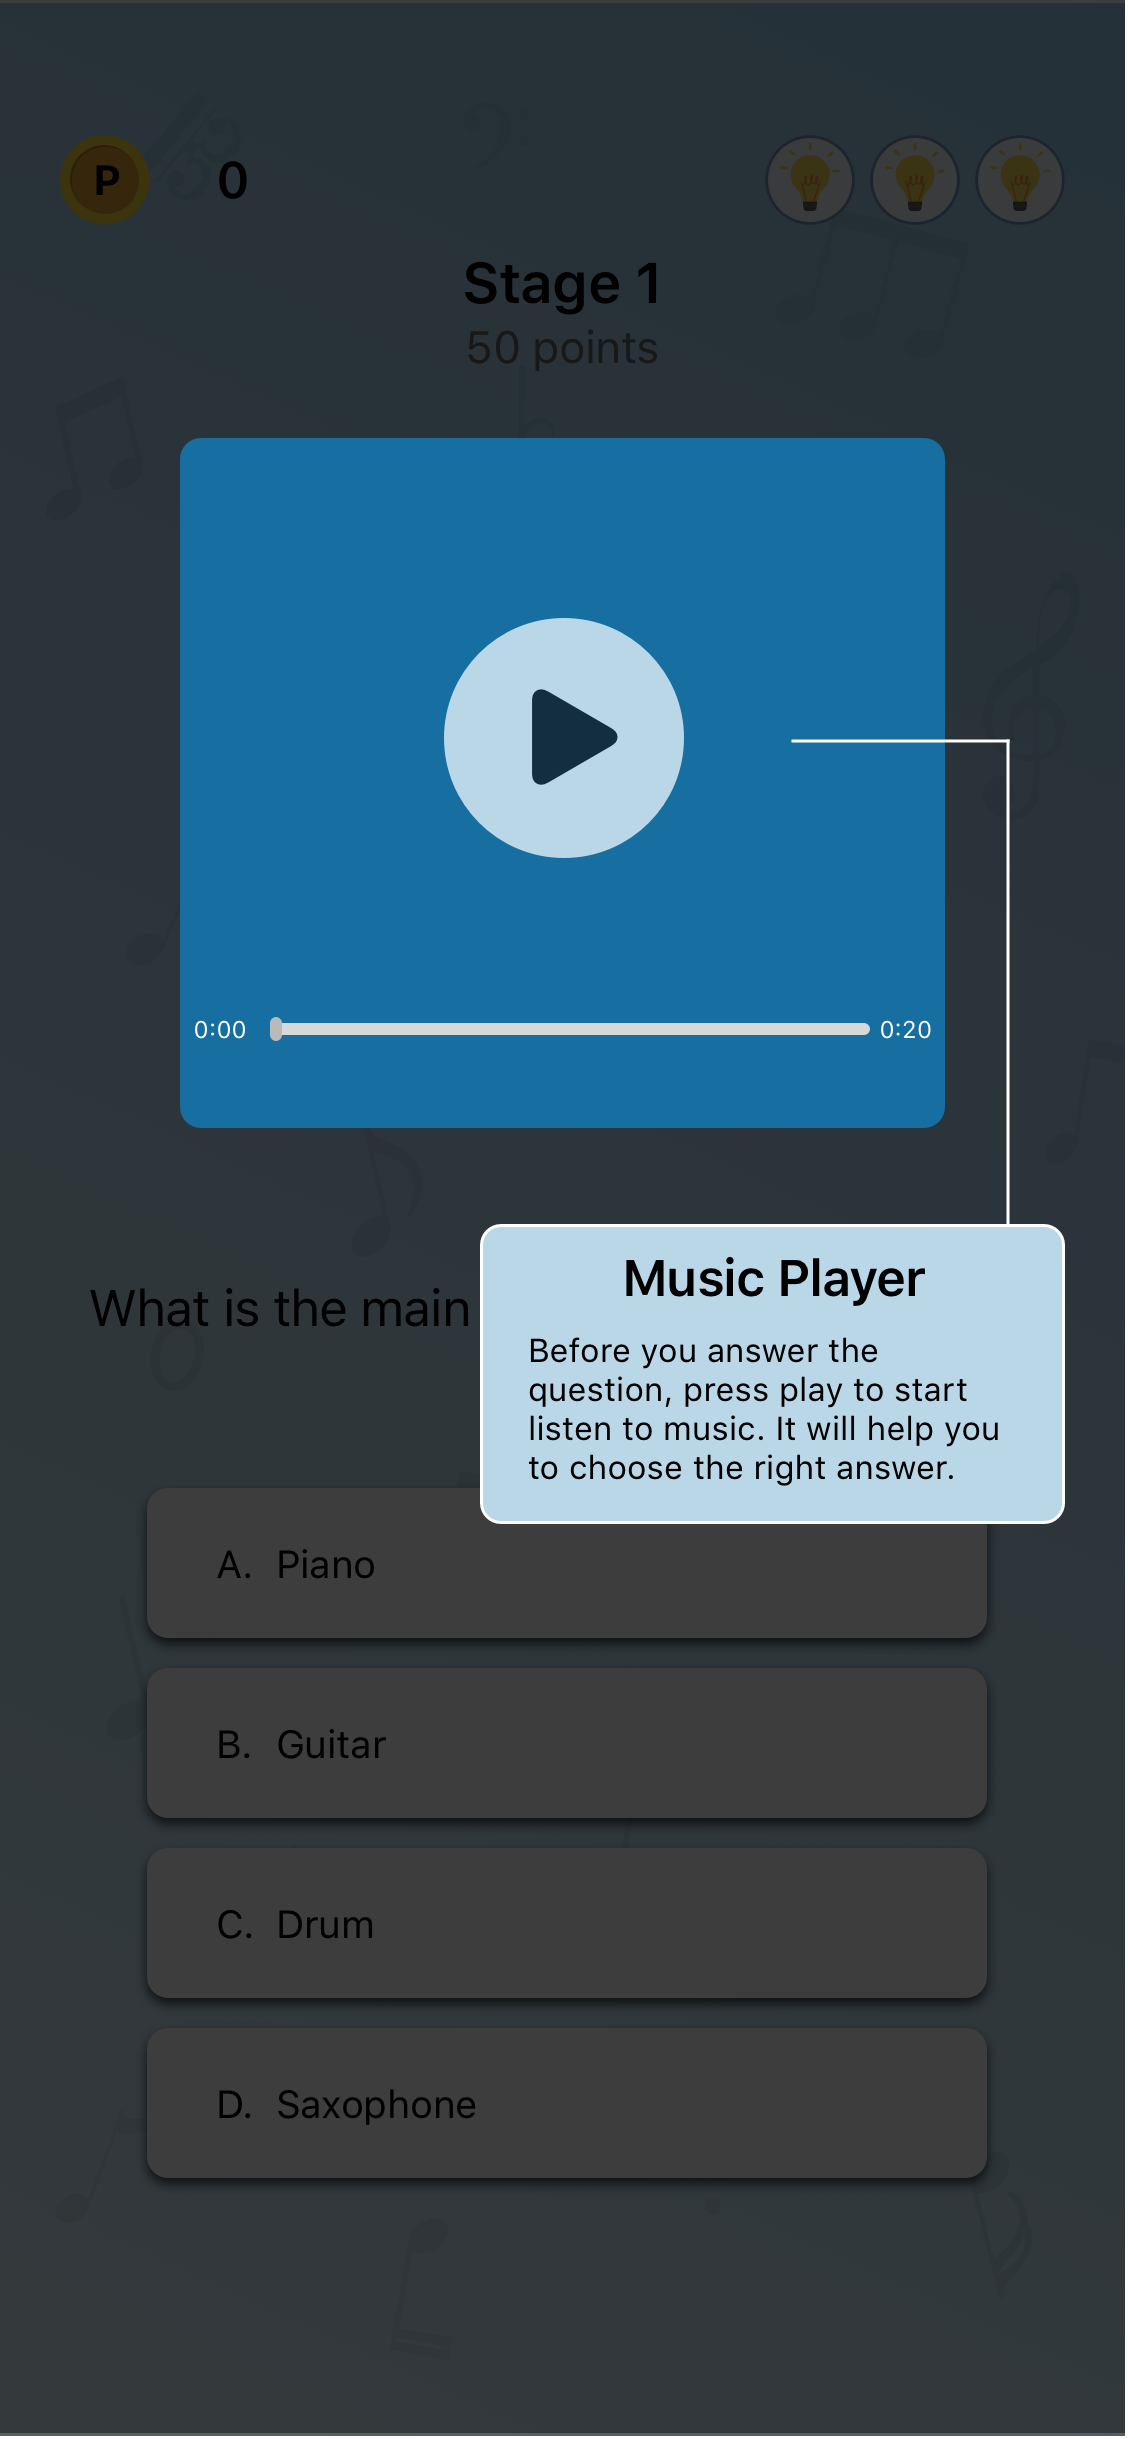 P 0
Stage 1
50 points
0:00 0:20
What is the main
Music Player
Before you answer the
question, press play to start
listen to music. It will help you
to choose the right answer.
A. Piano
B. Guitar
C. Drum
D. Saxophone